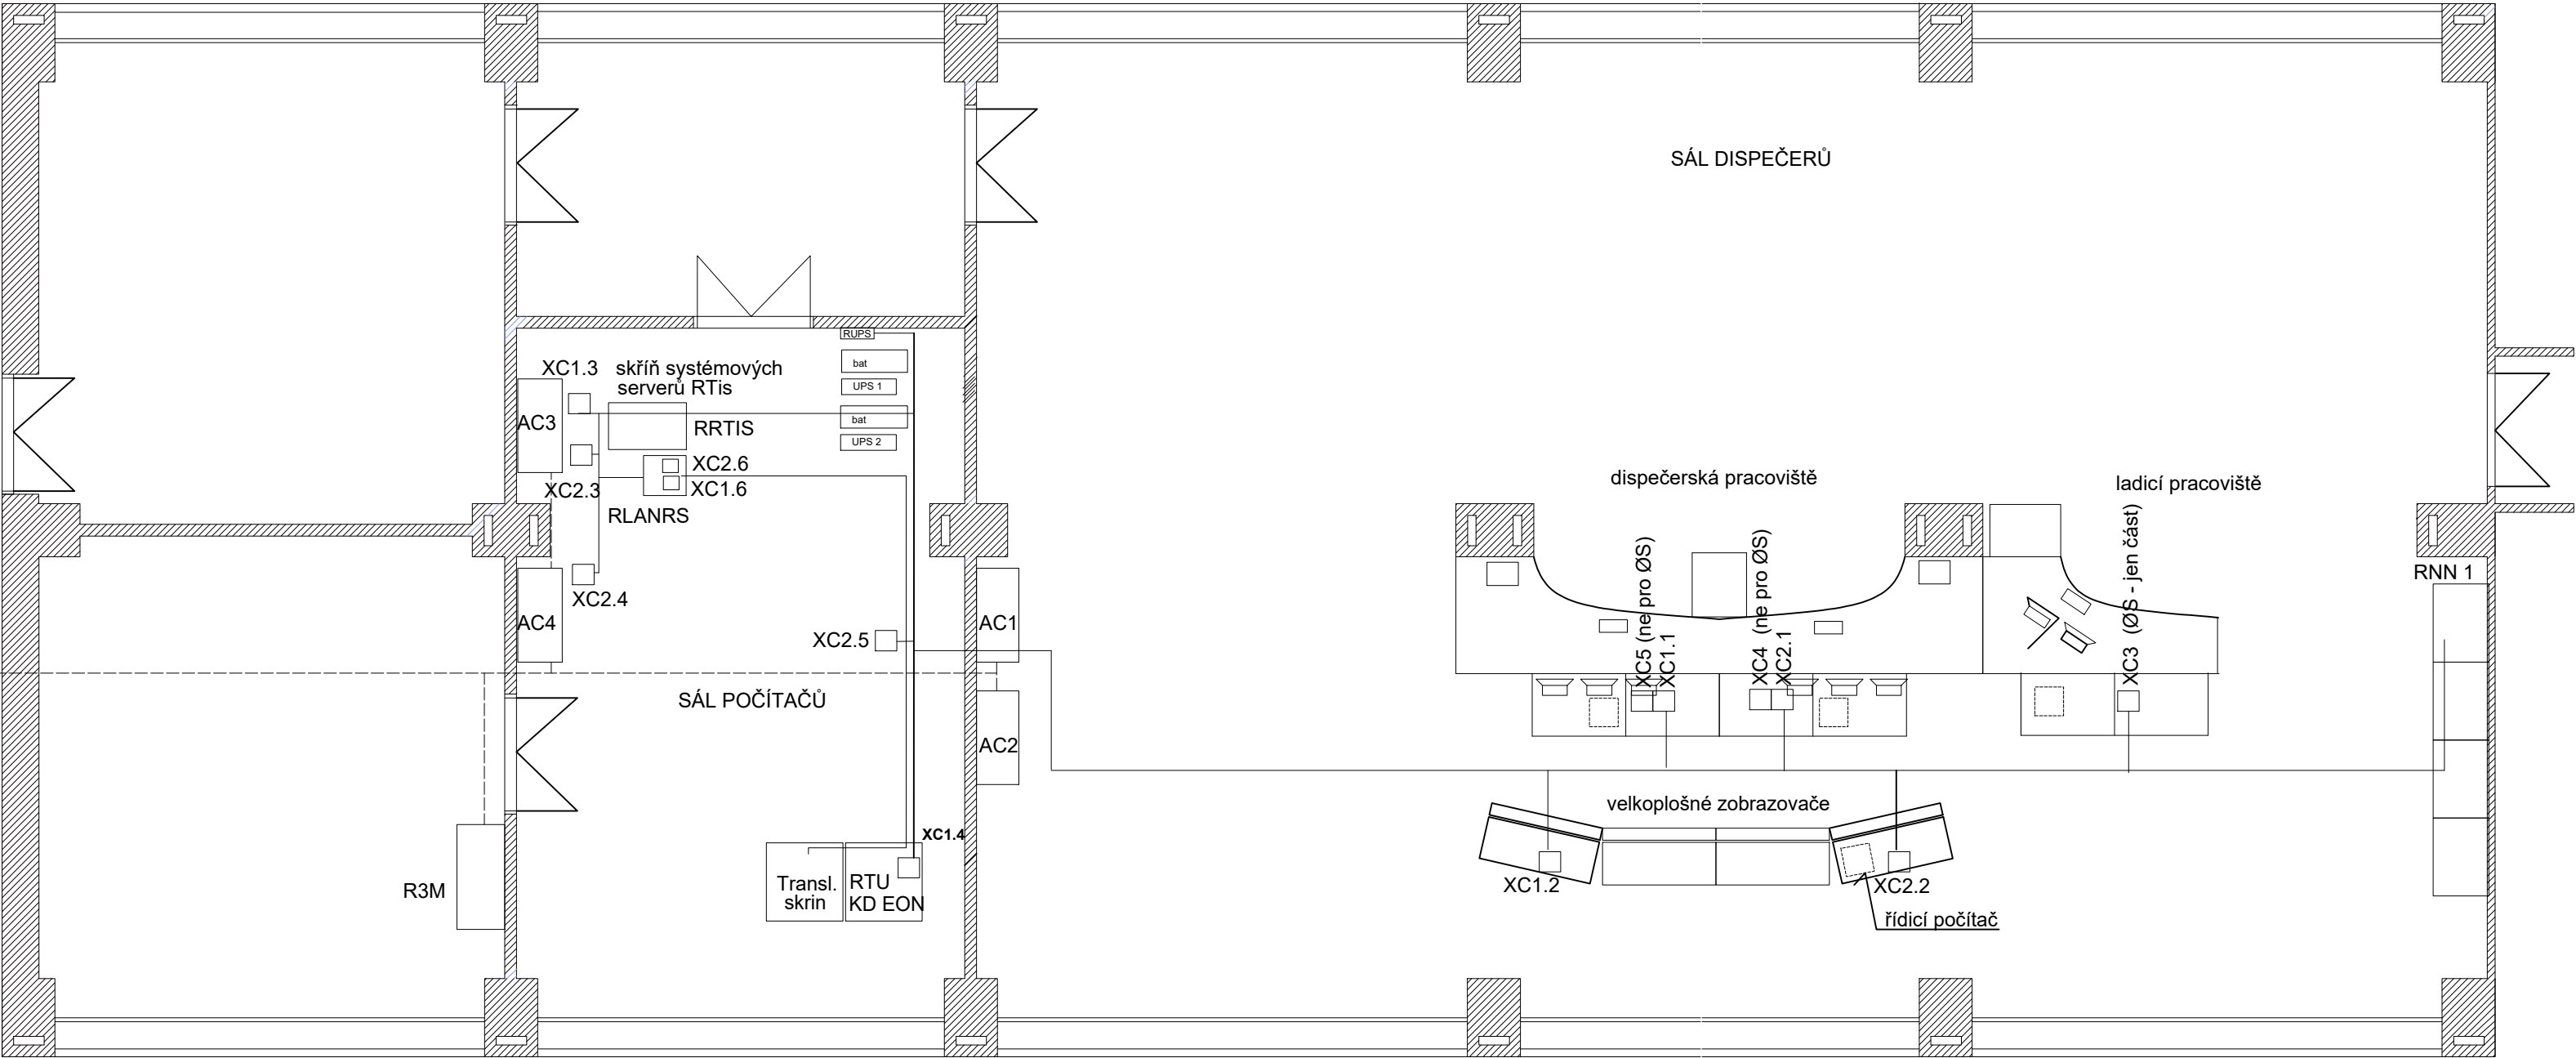 SÁL DISPEČERŮ
RUPS
bat
UPS 1
bat
UPS 2
XC1.3
skříň systémových
serverů RTis
AC3
RRTIS
XC2.6
XC1.6
XC2.3
RLANRS
XC2.4
AC4
XC2.5
AC1
AC2
SÁL POČÍTAČŮ
XC1.4
Transl.
skrin
RTU
KD EON
R3M
dispečerská pracoviště
ladicí pracoviště
XC5 (ne pro ØS)
XC1.1
XC4 (ne pro ØS)
XC2.1
XC3 (ØS - jen část)
RNN 1
velkoplošné zobrazovače
XC1.2
XC2.2
řídicí počítač